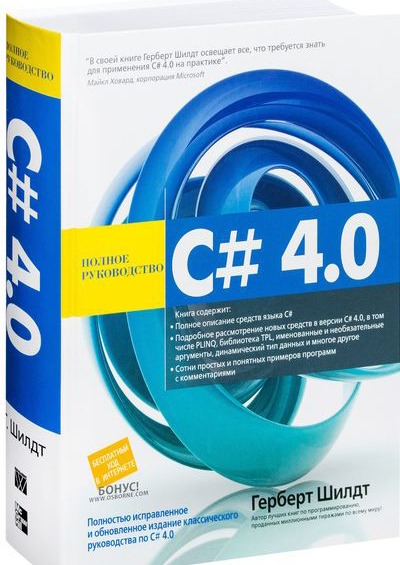 "В своей книге Герберт Шилдт освещает все, что требуется знать
для применения C# 4.0 на практике".
Майкл Ховард, корпорация Microsoft
ПОЛНОЕ
РУКОВОДСТВО
C# 4.0
С. ШИЛДТ
ПОЛНОЕ
РУКОВОДСТВО
C# 4.0
Книга содержит:
• Полное описание средств языка C#
• Подробное рассмотрение новых средств в версии C# 4.0, в том
числе PLINQ, библиотека TPL, именованные и необязательные
аргументы, динамический тип данных и многое другое
• Сотни простых и понятных примеров программ
с комментариями
БЕСПЛАТНЫЙ
КОД
В ИНТЕРНЕТЕ
БОНУС!
WWW.OSBORNE.COM
Полностью исправленное
и обновленное издание классического
руководства по C# 4.0
Герберт Шилдт
Автор лучших книг по программированию,
проданных миллионными тиражами по всему миру!